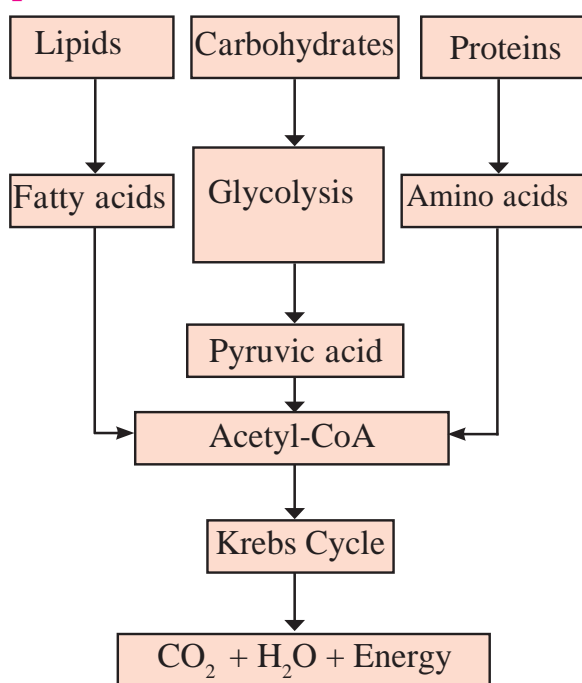 Lipids
Carbohydrates
Proteins
Fatty acids
Glycolysis
Amino acids
Pyruvic acid
Acetyl-CoA
Krebs Cycle
CO₂ + H₂O + Energy